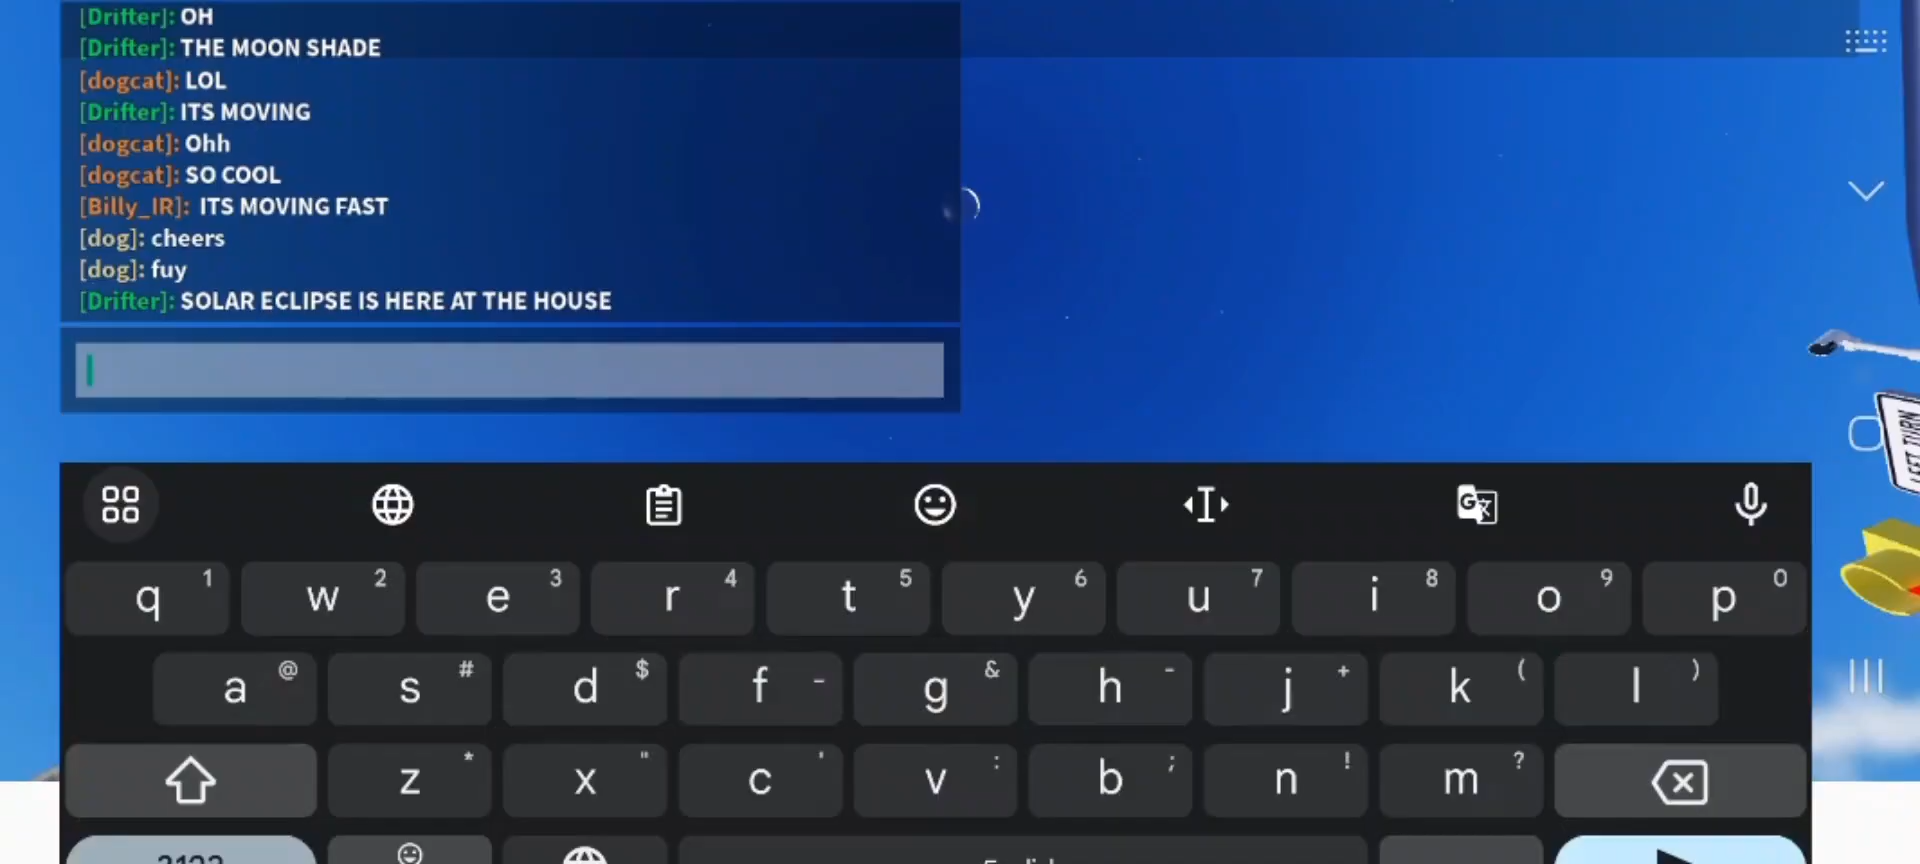 [Drifter]: OH
[Drifter]: THE MOON SHADE
[dogcat]: LOL
[Drifter]: ITS MOVING
[dogcat]: Ohh
[dogcat]: SO COOL
[Billy_IR]: ITS MOVING FAST
[dog]: cheers
[dog]: fuy
[Drifter]: SOLAR ECLIPSE IS HERE AT THE HOUSE
LEFT TURN
q 1 w 2 e 3 r 4 t 5 y 6 u 7 i 8 o 9 p 0
a @ s # d $ f - g & h - j + k ( l )
z * x " c ' v : b ; n ! m ?